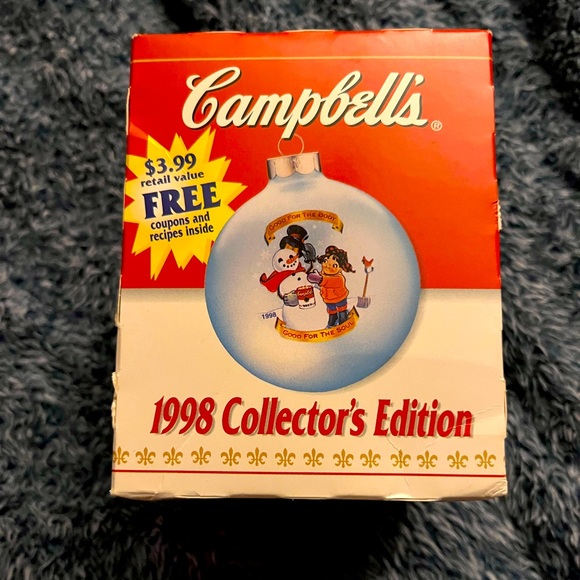 Campbell's®
$3.99
retail value
FREE
coupons and
recipes inside
GOOD FOR THE BODY
1998
GOOD FOR THE SOUL
1998 Collector's Edition